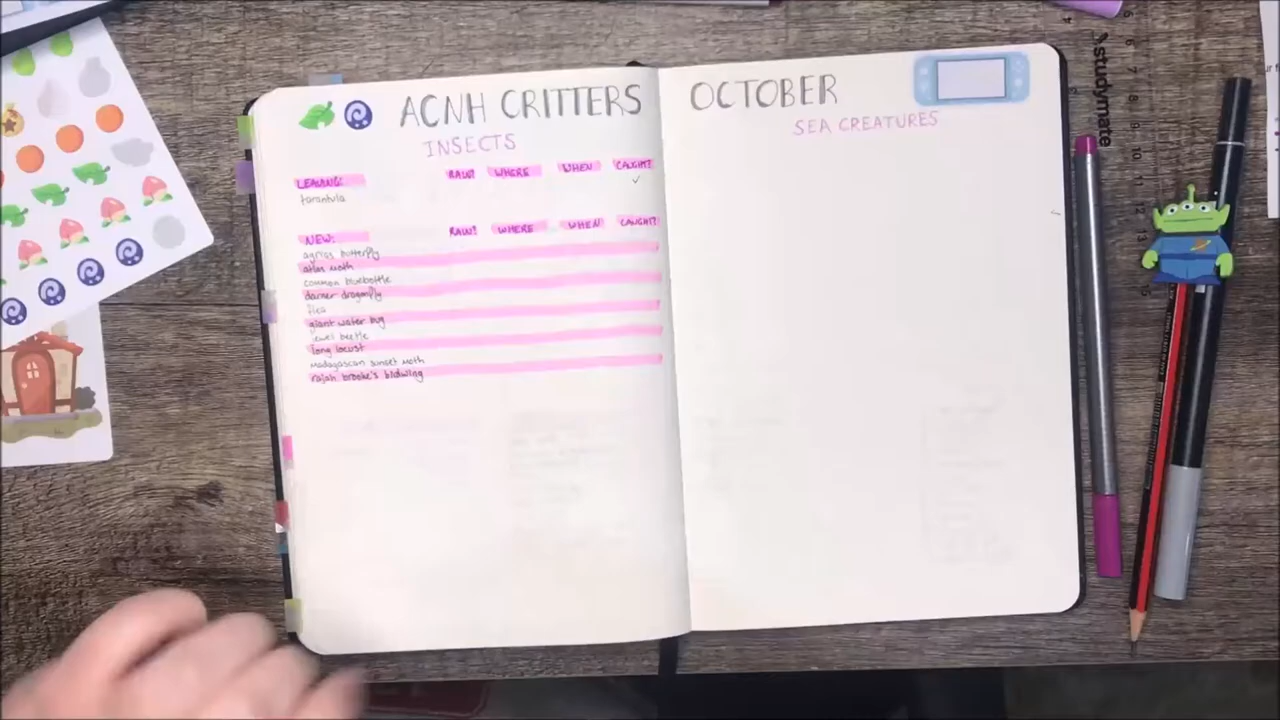 ACNH CRITTERS
INSECTS
LEAVING: RAIN? WHERE WHEN CAUGHT?
tarantula ✓
NEW: RAIN? WHERE WHEN CAUGHT?
agrias butterfly
atlas moth
common bluebottle
darner dragonfly
flea
giant water bug
jewel beetle
long locust
Madagascan sunset moth
rajah brooke's birdwing
OCTOBER
SEA CREATURES
studymate